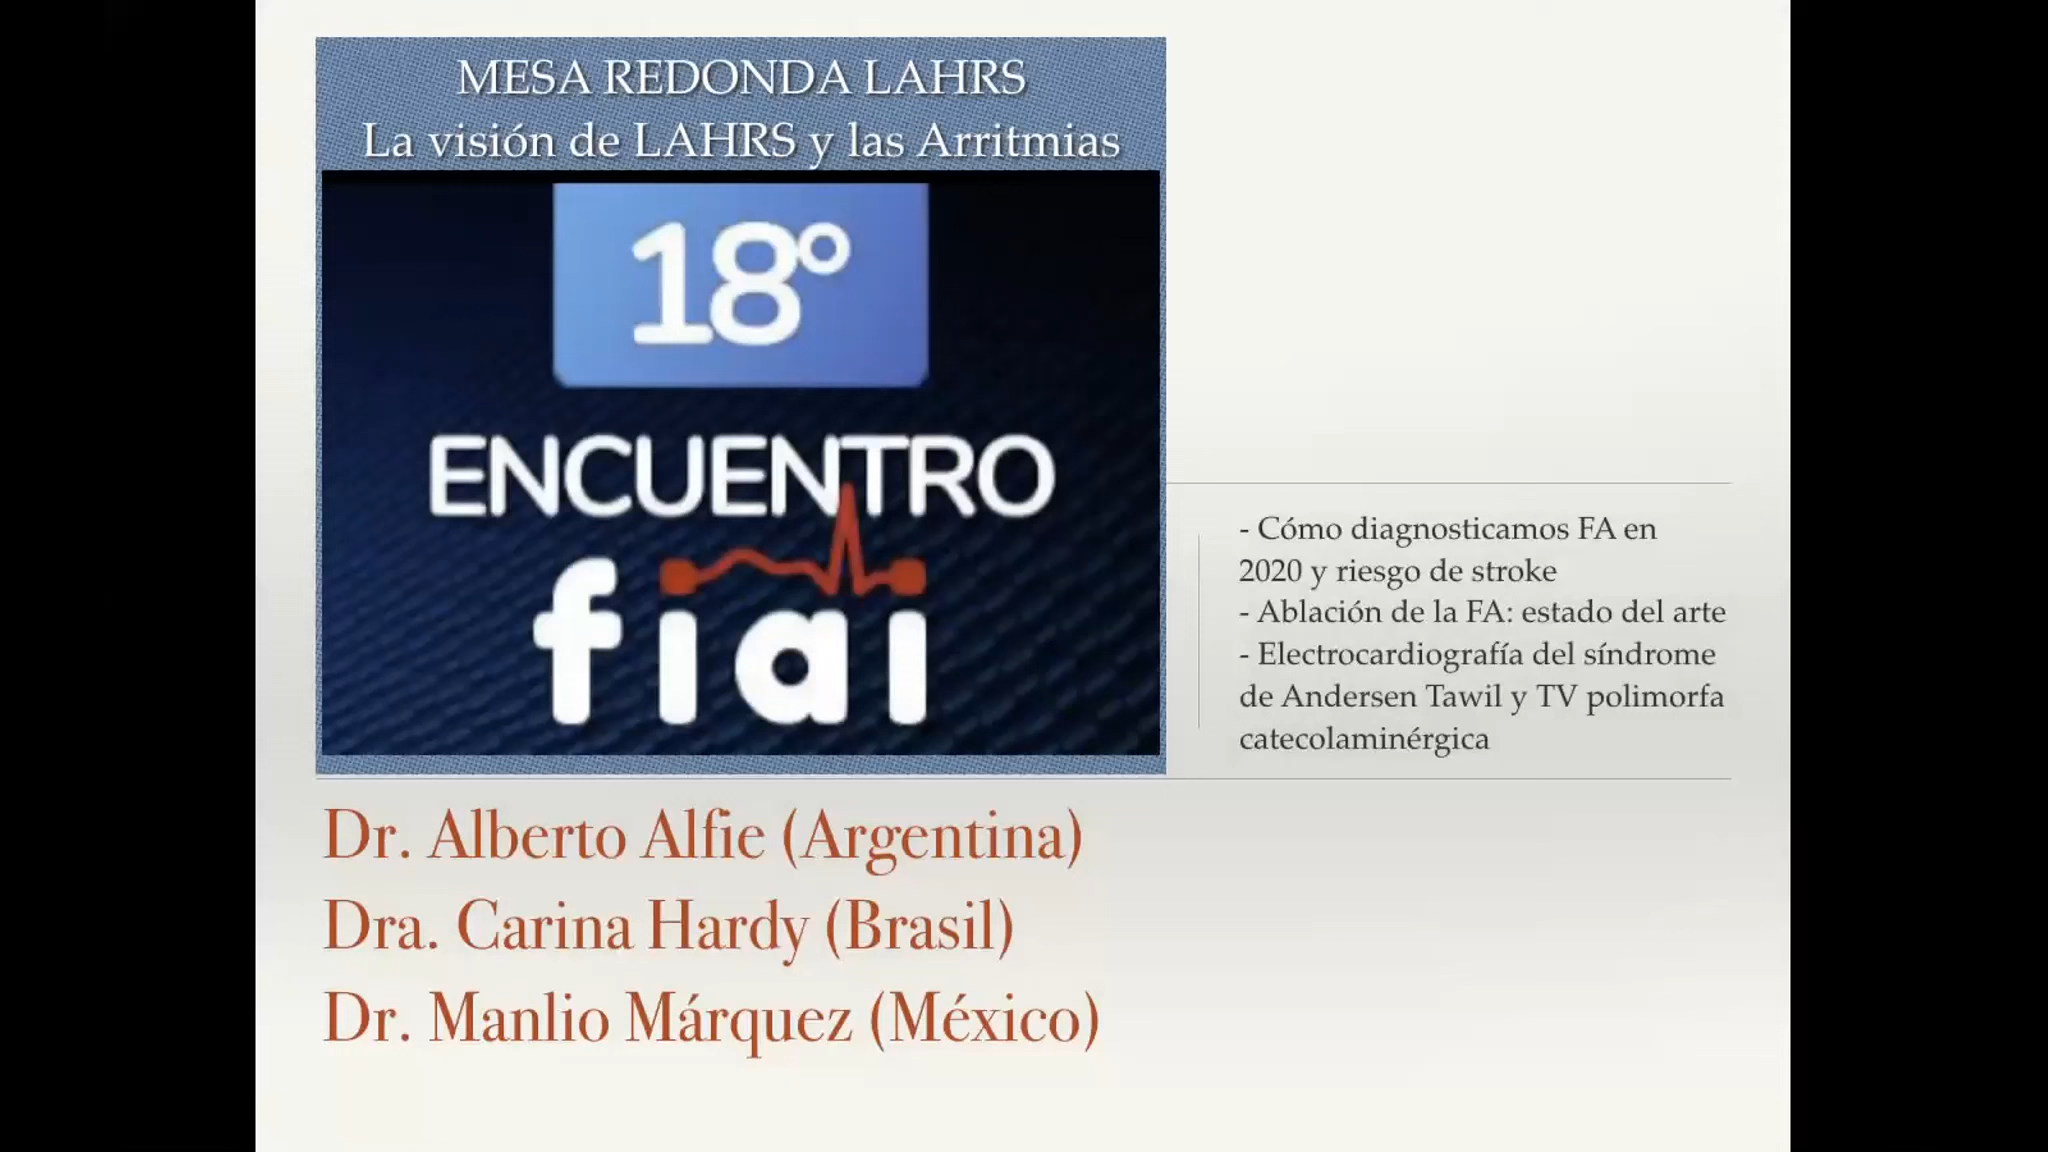 MESA REDONDA LAHRS
La visión de LAHRS y las Arritmias
18º
ENCUENTRO
fiai
- Cómo diagnosticamos FA en
2020 y riesgo de stroke
- Ablación de la FA: estado del arte
- Electrocardiografía del síndrome
de Andersen Tawil y TV polimorfa
catecolaminérgica
Dr. Alberto Alfie (Argentina)
Dra. Carina Hardy (Brasil)
Dr. Manlio Márquez (México)